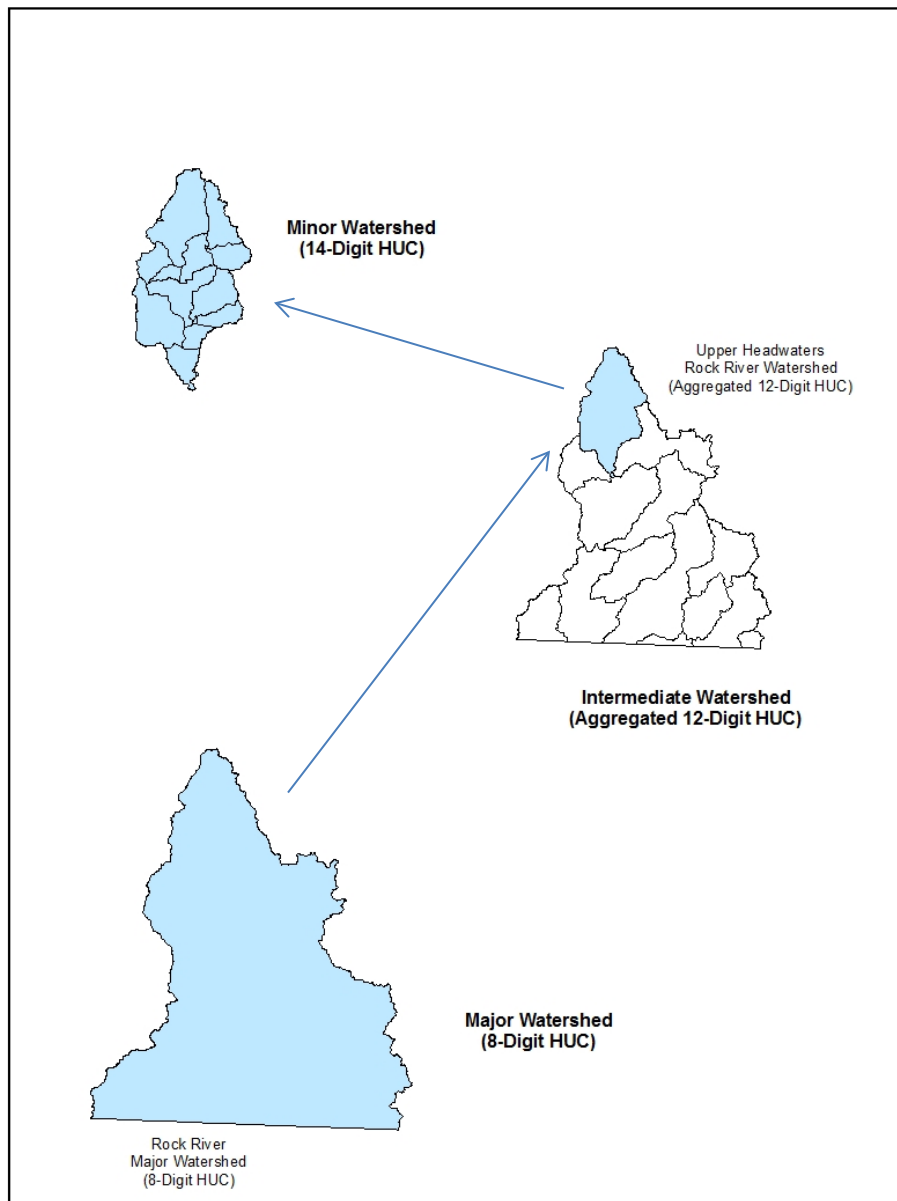 Minor Watershed
(14-Digit HUC)
Upper Headwaters
Rock River Watershed
(Aggregated 12-Digit HUC)
Intermediate Watershed
(Aggregated 12-Digit HUC)
Major Watershed
(8-Digit HUC)
Rock River
Major Watershed
(8-Digit HUC)